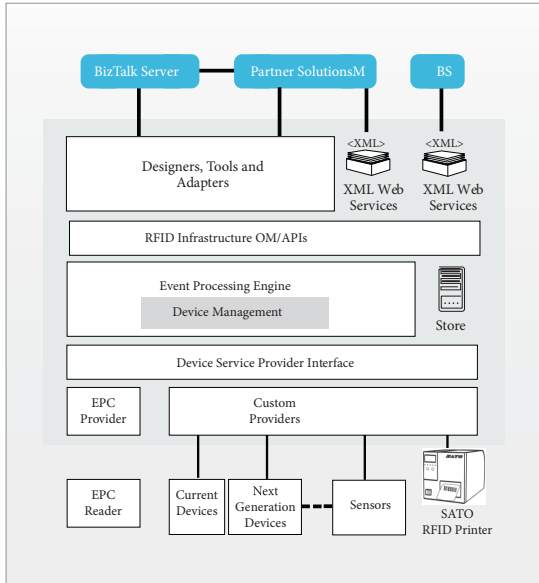 BizTalk Server
Partner SolutionsM
BS
<XML>
<XML>
Designers, Tools and
Adapters
XML Web
Services
XML Web
Services
RFID Infrastructure OM/APIs
Event Processing Engine
Device Management
Store
Device Service Provider Interface
EPC
Provider
Custom
Providers
SATO
EPC
Reader
Current
Devices
Next
Generation
Devices
Sensors
SATO
RFID Printer